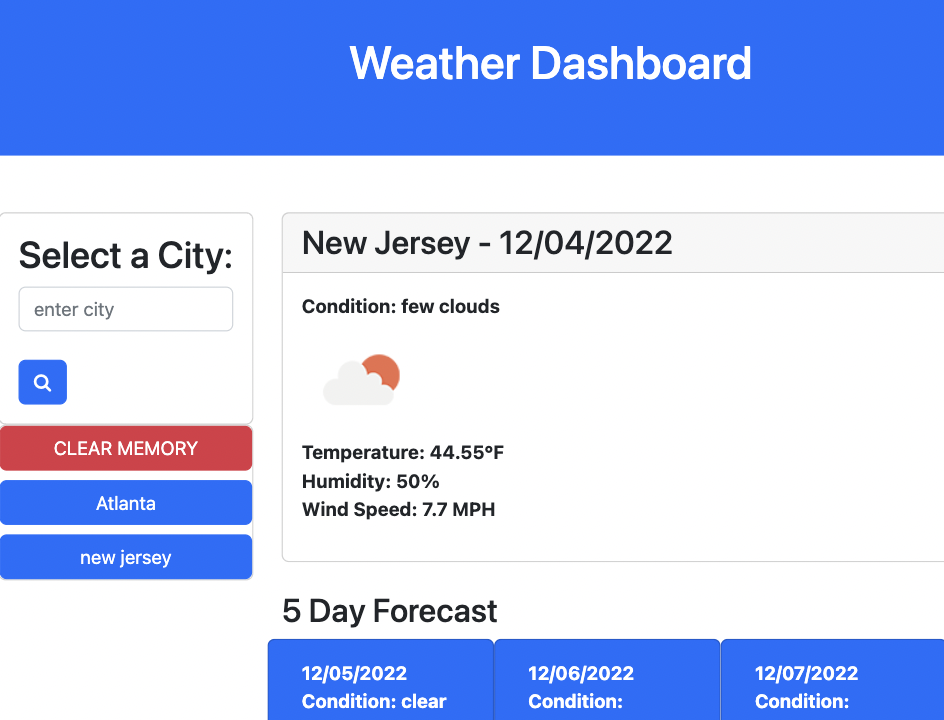 Weather Dashboard
Select a City:
enter city
CLEAR MEMORY
Atlanta
new jersey
New Jersey - 12/04/2022
Condition: few clouds
Temperature: 44.55ºF
Humidity: 50%
Wind Speed: 7.7 MPH
5 Day Forecast
12/05/2022
Condition: clear
12/06/2022
Condition:
12/07/2022
Condition: